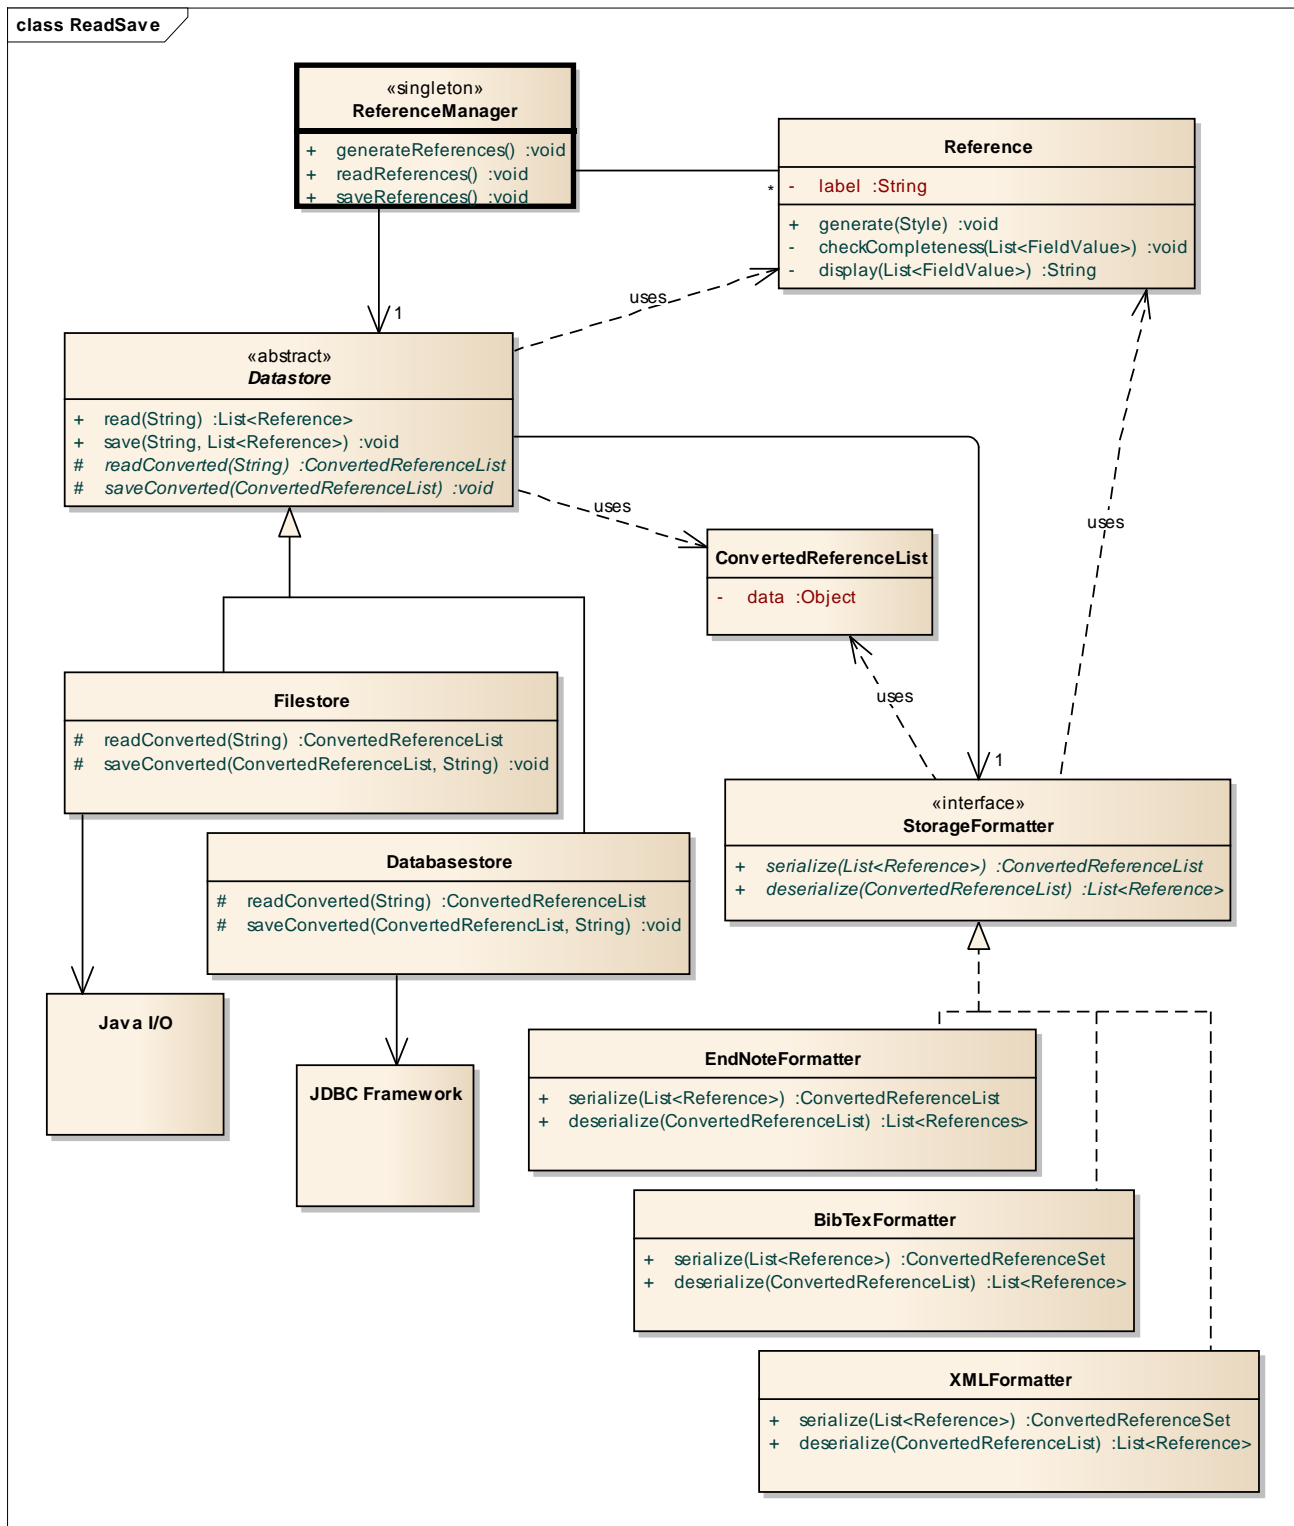 class ReadSave
«singleton»
ReferenceManager
+ generateReferences() :void
+ readReferences() :void
+ saveReferences() :void
Reference
- label :String
+ generate(Style) :void
- checkCompleteness(List<FieldValue>) :void
- display(List<FieldValue>) :String
*
uses
1
«abstract»
Datastore
+ read(String) :List<Reference>
+ save(String, List<Reference>) :void
# readConverted(String) :ConvertedReferenceList
# saveConverted(ConvertedReferenceList) :void
uses
uses
ConvertedReferenceList
- data :Object
uses
Filestore
# readConverted(String) :ConvertedReferenceList
# saveConverted(ConvertedReferenceList, String) :void
1
«interface»
StorageFormatter
+ serialize(List<Reference>) :ConvertedReferenceList
+ deserialize(ConvertedReferenceList) :List<Reference>
Databasestore
# readConverted(String) :ConvertedReferenceList
# saveConverted(ConvertedReferencList, String) :void
Java I/O
JDBC Framework
EndNoteFormatter
+ serialize(List<Reference>) :ConvertedReferenceList
+ deserialize(ConvertedReferenceList) :List<References>
BibTexFormatter
+ serialize(List<Reference>) :ConvertedReferenceSet
+ deserialize(ConvertedReferenceList) :List<Reference>
XMLFormatter
+ serialize(List<Reference>) :ConvertedReferenceSet
+ deserialize(ConvertedReferenceList) :List<Reference>